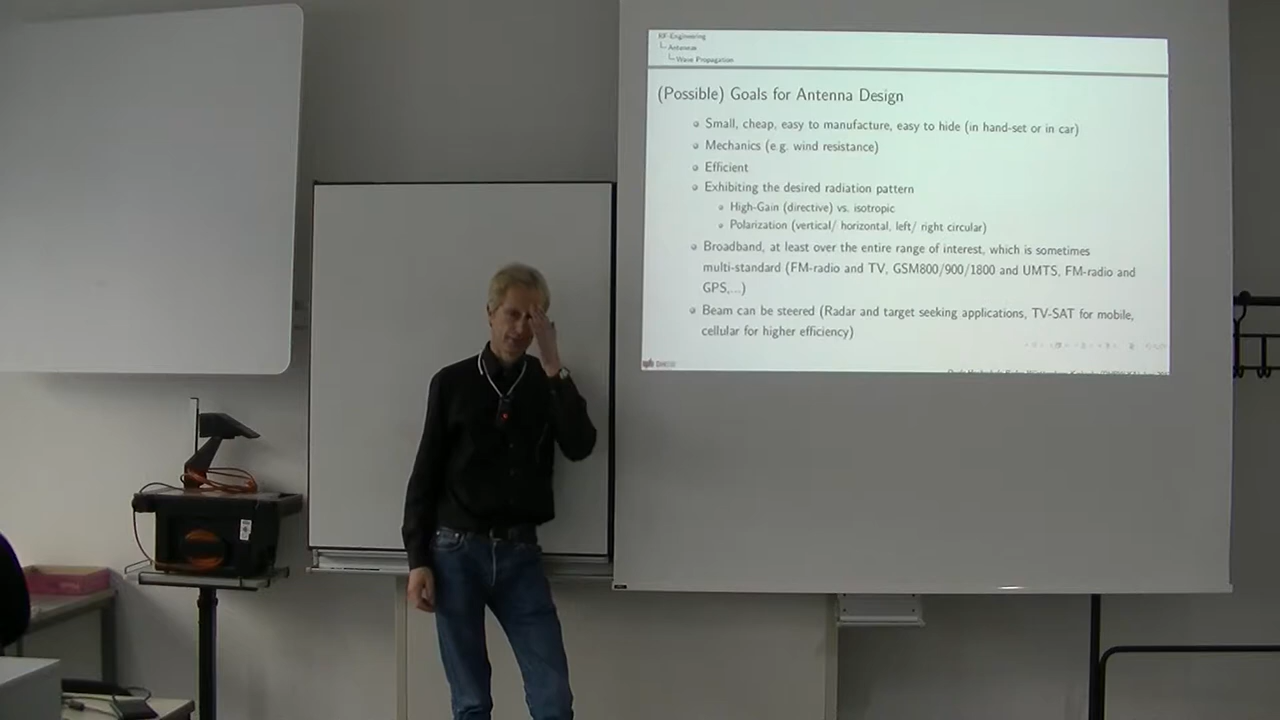 RF Engineering
Antennas
Wave Propagation
(Possible) Goals for Antenna Design
Small, cheap, easy to manufacture, easy to hide (in hand-set or in car)
Mechanics (e.g. wind resistance)
Efficient
Exhibiting the desired radiation pattern
High-Gain (directive) vs. isotropic
Polarization (vertical/ horizontal, left/ right circular)
Broadband, at least over the entire range of interest, which is sometimes
multi-standard (FM-radio and TV, GSM800/900/1800 and UMTS, FM-radio and
GPS,...)
Beam can be steered (Radar and target seeking applications, TV-SAT for mobile,
cellular for higher efficiency)